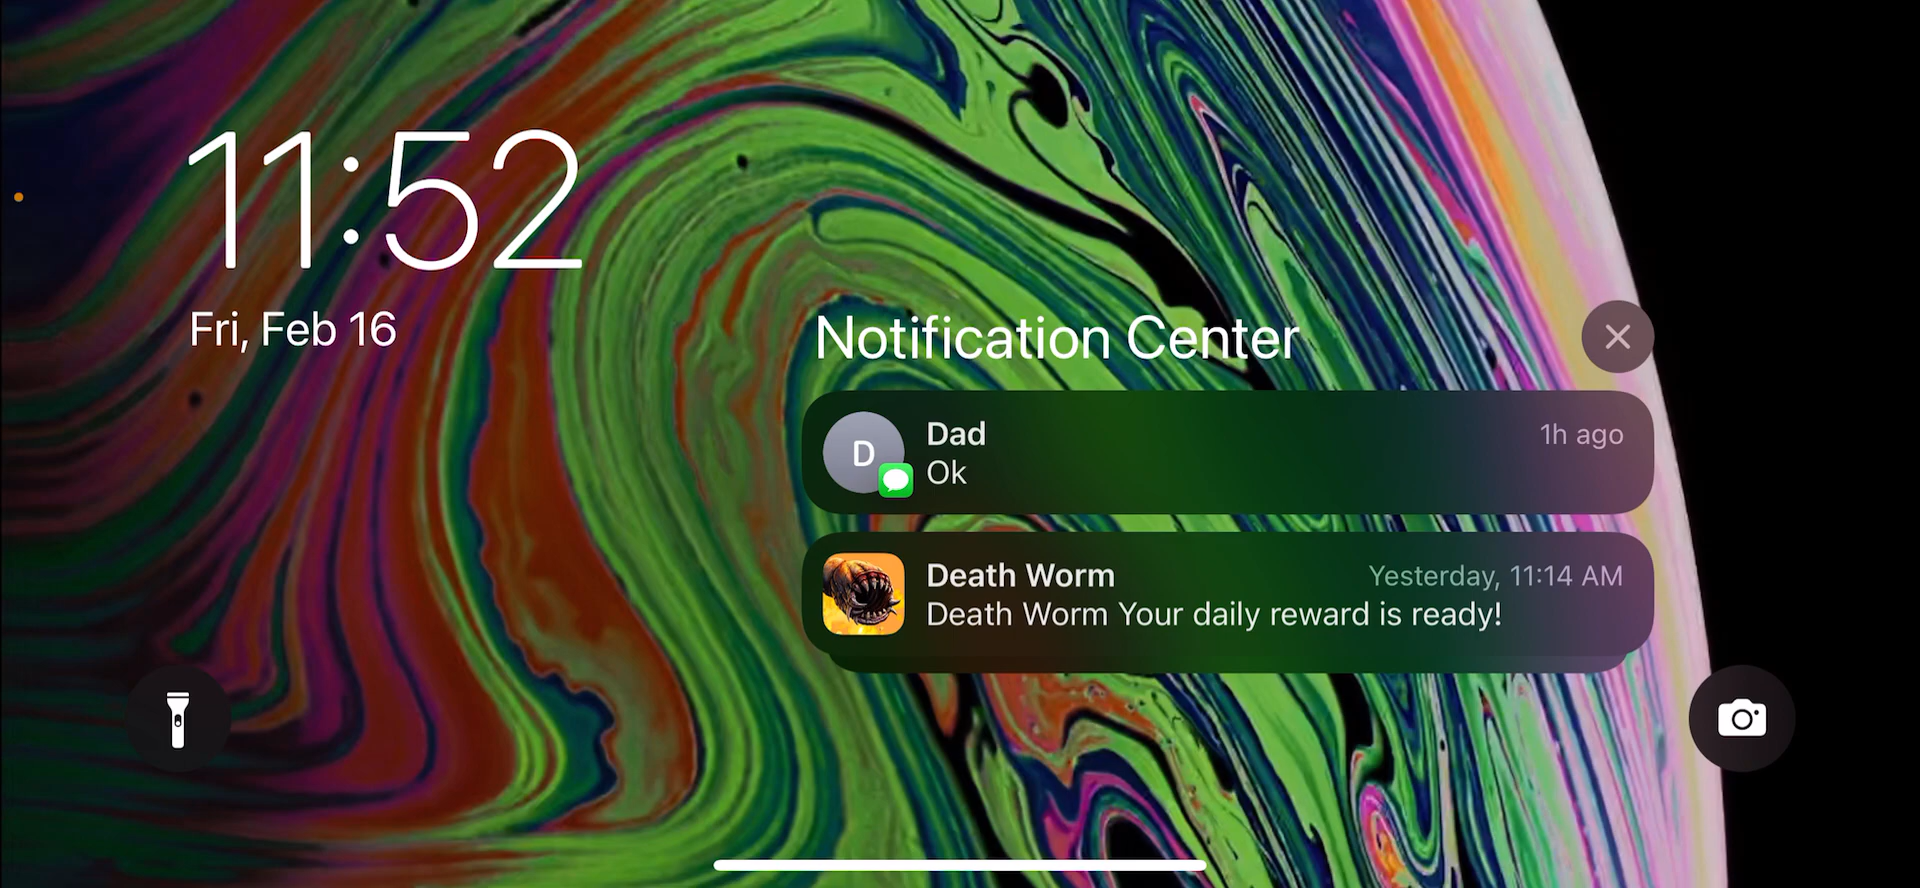 11:52
Fri, Feb 16
Notification Center
D
Dad
1h ago
Ok
Death Worm
Yesterday, 11:14 AM
Death Worm Your daily reward is ready!